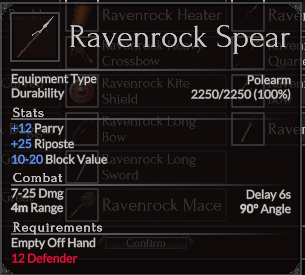 Ravenrock Heater
Ravenrock Spear
Crossbow
Equipment Type Polearm
Durability 2250/2250 (100%)
Ravenrock Kite
Shield
Stats
+12 Parry
+25 Riposte
Long
Bow
10-20 Block Value
Ravenrock Long
Sword
Combat
7-25 Dmg Delay 6s
4m Range 90° Angle
Ravenrock Mace
Requirements
Empty Off Hand
Confirm
12 Defender